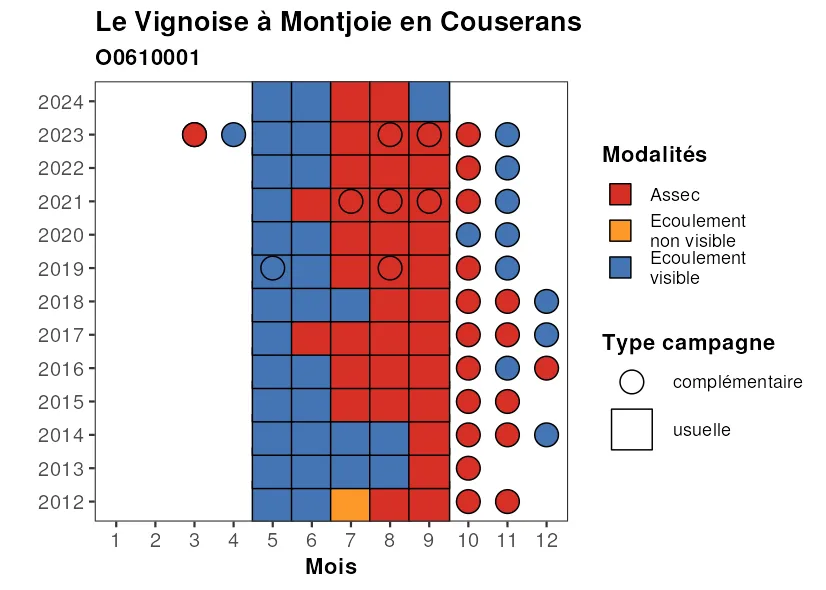 Le Vignoise à Montjoie en Couserans
O0610001
2024
2023
2022
2021
2020
2019
2018
2017
2016
2015
2014
2013
2012
1 2 3 4 5 6 7 8 9 10 11 12
Mois
Modalités
Assec
Ecoulement
non visible
Ecoulement
visible
Type campagne
complémentaire
usuelle